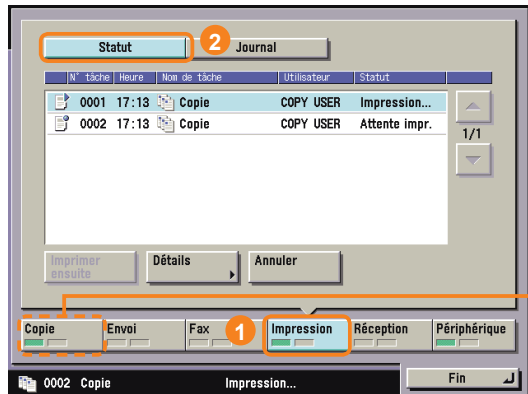 Statut 2 Journal
N° tâche Heure Nom de tâche Utilisateur Statut
0001 17:13 Copie COPY USER Impression...
0002 17:13 Copie COPY USER Attente impr.
1/1
Imprimer ensuite Détails Annuler
Copie Envoi Fax 1 Impression Réception Périphérique
0002 Copie Impression... Fin